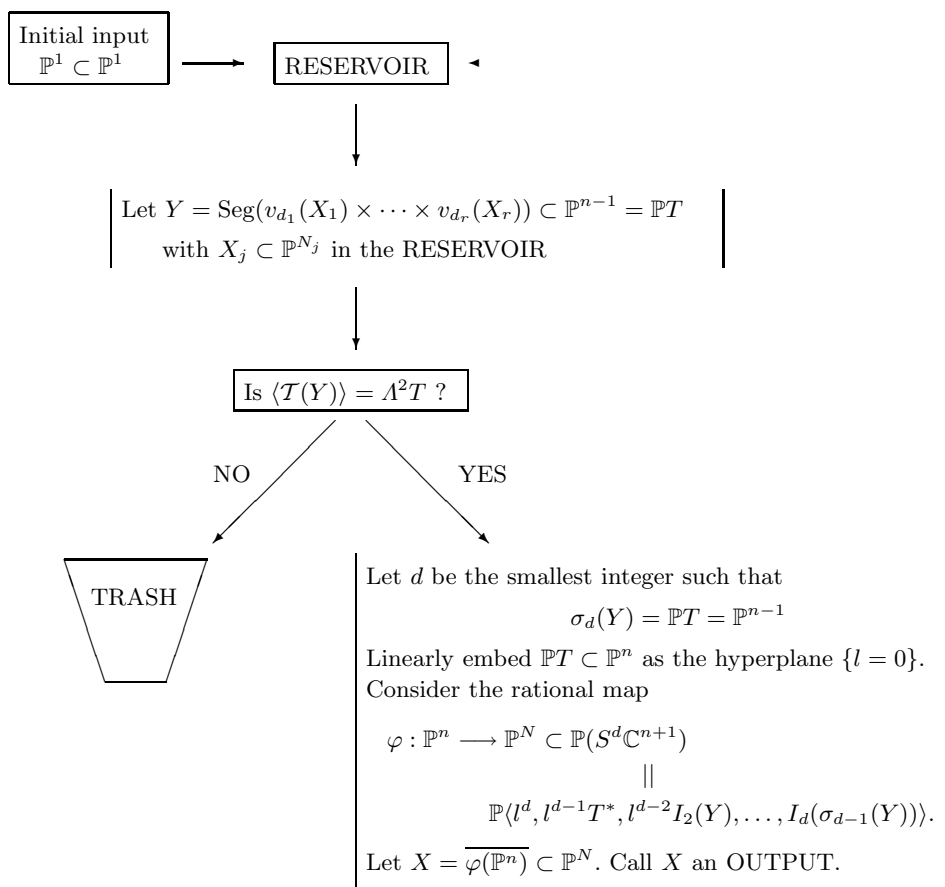 Initial input
ℙ¹ ⊂ ℙ¹
RESERVOIR
Let Y = Seg(v_{d_1}(X_1) × ⋯ × v_{d_r}(X_r)) ⊂ ℙ^{n−1} = ℙT
with X_j ⊂ ℙ^{N_j} in the RESERVOIR
Is ⟨𝒯(Y)⟩ = Λ²T ?
NO
YES
TRASH
Let d be the smallest integer such that
σ_d(Y) = ℙT = ℙ^{n−1}
Linearly embed ℙT ⊂ ℙ^n as the hyperplane {l = 0}.
Consider the rational map
φ : ℙ^n ⟶ ℙ^N ⊂ ℙ(S^dℂ^{n+1})
||
ℙ⟨l^d, l^{d−1}T^*, l^{d−2}I_2(Y), . . . , I_d(σ_{d−1}(Y))⟩.
Let X = \overline{φ(ℙ^n)} ⊂ ℙ^N. Call X an OUTPUT.